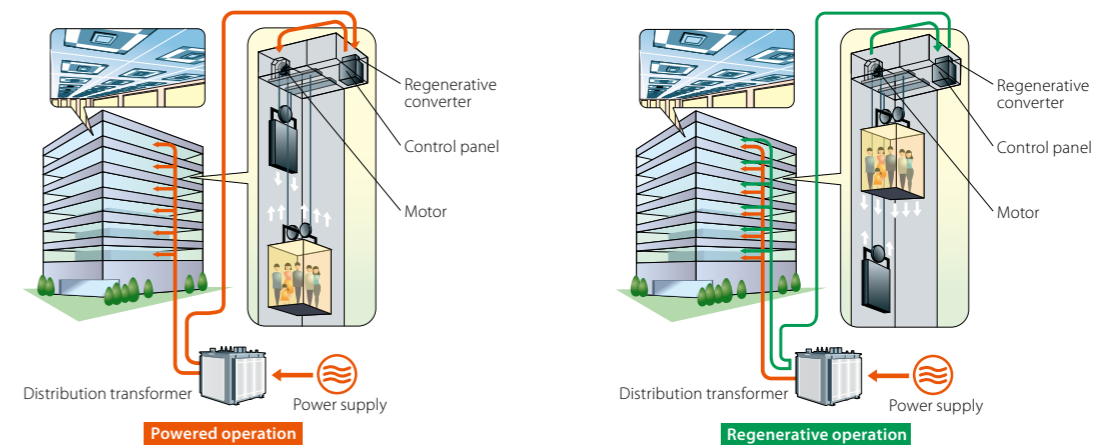 Regenerative
converter
Control panel
Motor
Distribution transformer
Power supply
Powered operation
Regenerative
converter
Control panel
Motor
Distribution transformer
Power supply
Regenerative operation